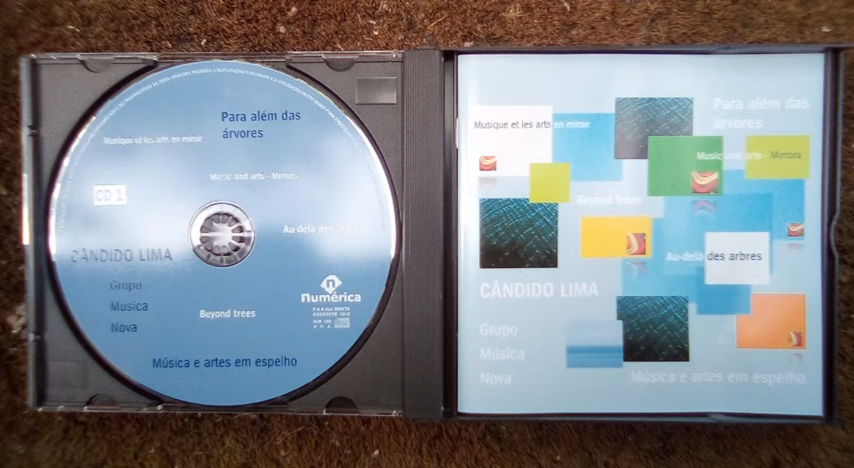 Para além das
árvores
Musique et les arts en miroir
Music and arts - Mirrors
CD 1
Au-delà des
CÂNDIDO LIMA
Grupo
Musica
Nova
Beyond trees
numérica
Música e artes em espelho
Para além das
árvores
Musique et les arts en miroir
Music and arts - Mirrors
Beyond trees
Au-delà des arbres
CÂNDIDO LIMA
Grupo
Música
Nova
Música e artes em espelho